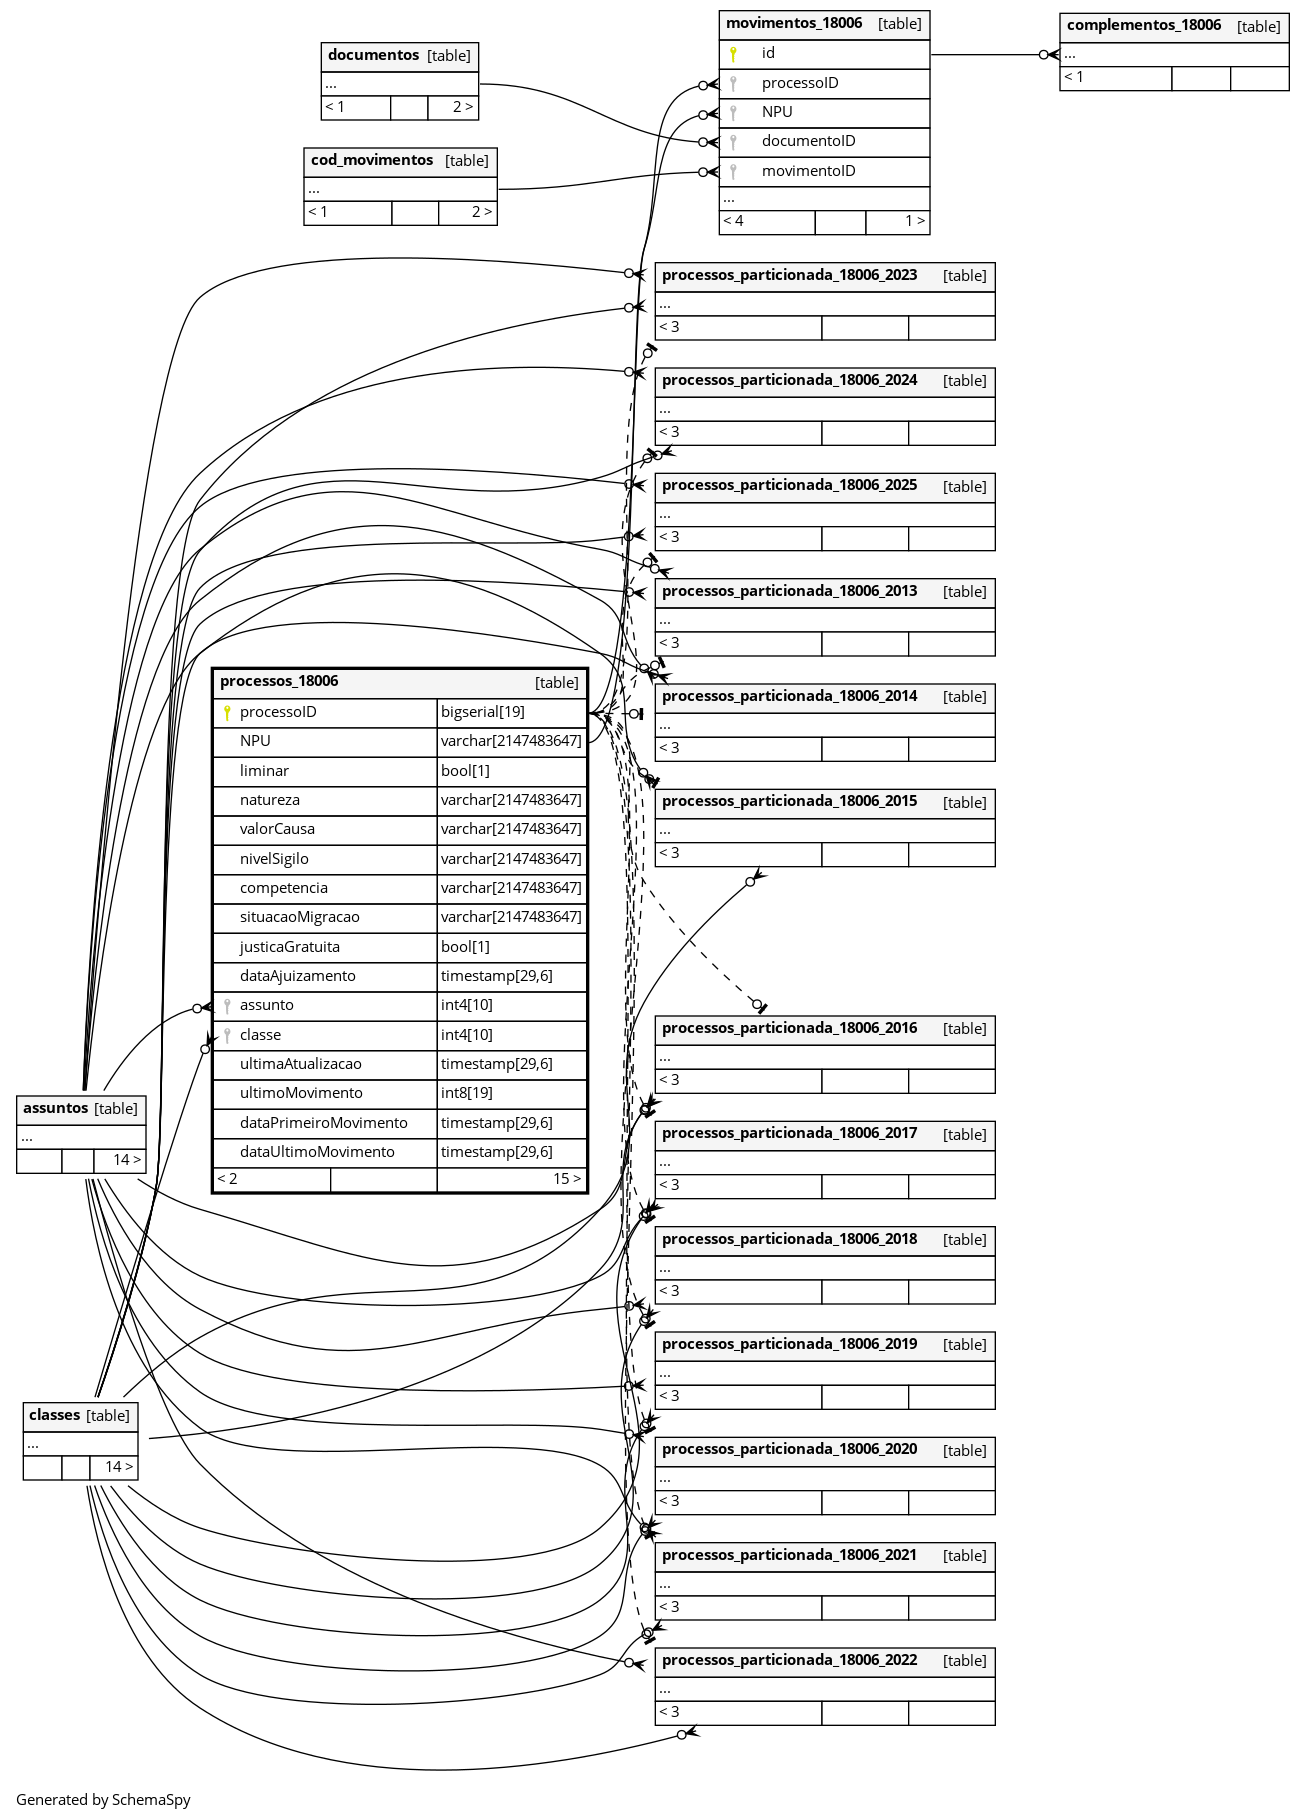 movimentos_18006 [table]
id
processoID
NPU
documentoID
movimentoID
...
< 4 1 >
complementos_18006 [table]
...
< 1
documentos [table]
...
< 1 2 >
cod_movimentos [table]
...
< 1 2 >
processos_particionada_18006_2023 [table]
...
< 3
processos_particionada_18006_2024 [table]
...
< 3
processos_particionada_18006_2025 [table]
...
< 3
processos_particionada_18006_2013 [table]
...
< 3
processos_particionada_18006_2014 [table]
...
< 3
processos_particionada_18006_2015 [table]
...
< 3
processos_18006 [table]
processoID bigserial[19]
NPU varchar[2147483647]
liminar bool[1]
natureza varchar[2147483647]
valorCausa varchar[2147483647]
nivelSigilo varchar[2147483647]
competencia varchar[2147483647]
situacaoMigracao varchar[2147483647]
justicaGratuita bool[1]
dataAjuizamento timestamp[29,6]
assunto int4[10]
classe int4[10]
ultimaAtualizacao timestamp[29,6]
ultimoMovimento int8[19]
dataPrimeiroMovimento timestamp[29,6]
dataUltimoMovimento timestamp[29,6]
< 2 15 >
assuntos [table]
...
14 >
classes [table]
...
14 >
processos_particionada_18006_2016 [table]
...
< 3
processos_particionada_18006_2017 [table]
...
< 3
processos_particionada_18006_2018 [table]
...
< 3
processos_particionada_18006_2019 [table]
...
< 3
processos_particionada_18006_2020 [table]
...
< 3
processos_particionada_18006_2021 [table]
...
< 3
processos_particionada_18006_2022 [table]
...
< 3
Generated by SchemaSpy